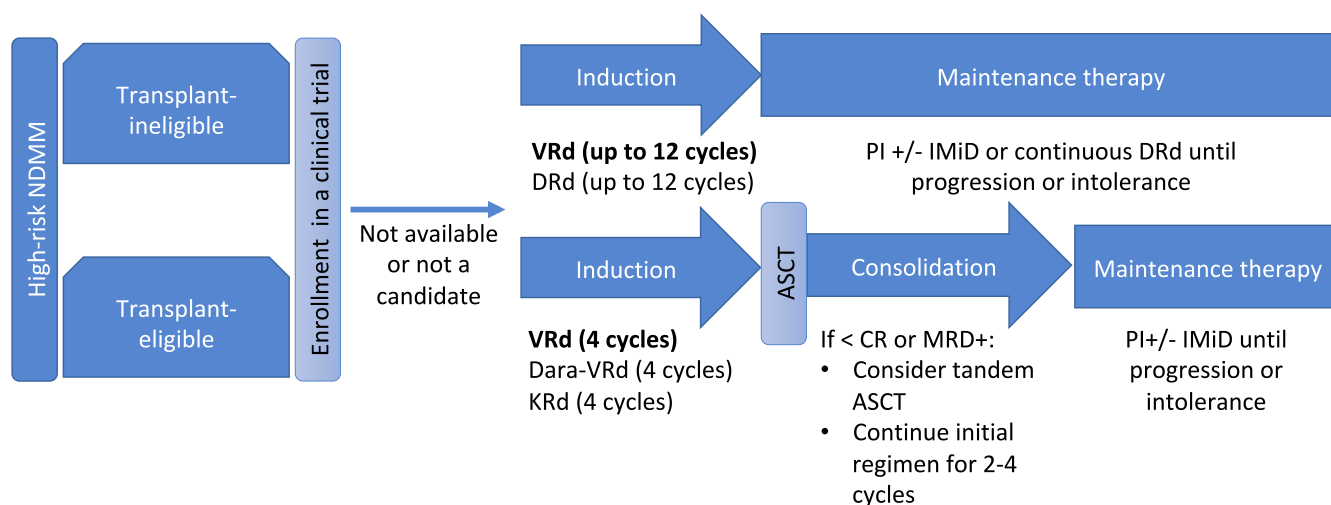 High-risk NDMM
Transplant-
ineligible
Transplant-
eligible
Enrollment in a clinical trial
Not available
or not a
candidate
Induction
Maintenance therapy
VRd (up to 12 cycles)
DRd (up to 12 cycles)
PI +/- IMiD or continuous DRd until
progression or intolerance
Induction
ASCT
Consolidation
Maintenance therapy
VRd (4 cycles)
Dara-VRd (4 cycles)
KRd (4 cycles)
If < CR or MRD+:
• Consider tandem
ASCT
• Continue initial
regimen for 2-4
cycles
PI+/- IMiD until
progression or
intolerance